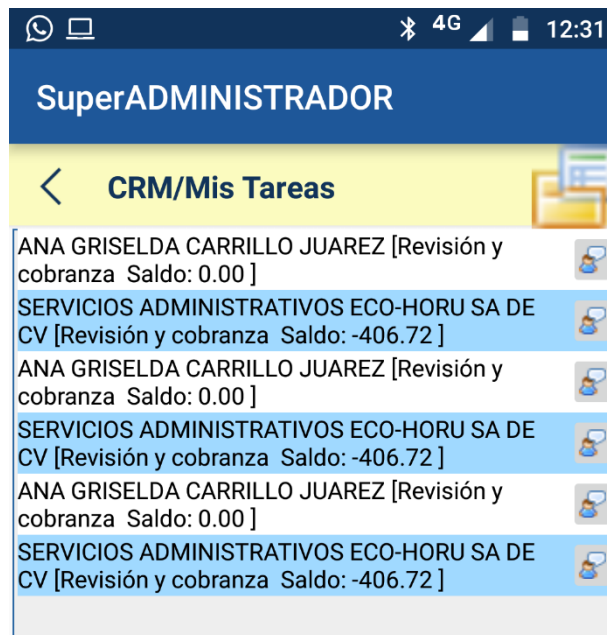 4G 12:31
SuperADMINISTRADOR
CRM/Mis Tareas
ANA GRISELDA CARRILLO JUAREZ [Revisión y
cobranza Saldo: 0.00 ]
SERVICIOS ADMINISTRATIVOS ECO-HORU SA DE
CV [Revisión y cobranza Saldo: -406.72 ]
ANA GRISELDA CARRILLO JUAREZ [Revisión y
cobranza Saldo: 0.00 ]
SERVICIOS ADMINISTRATIVOS ECO-HORU SA DE
CV [Revisión y cobranza Saldo: -406.72 ]
ANA GRISELDA CARRILLO JUAREZ [Revisión y
cobranza Saldo: 0.00 ]
SERVICIOS ADMINISTRATIVOS ECO-HORU SA DE
CV [Revisión y cobranza Saldo: -406.72 ]